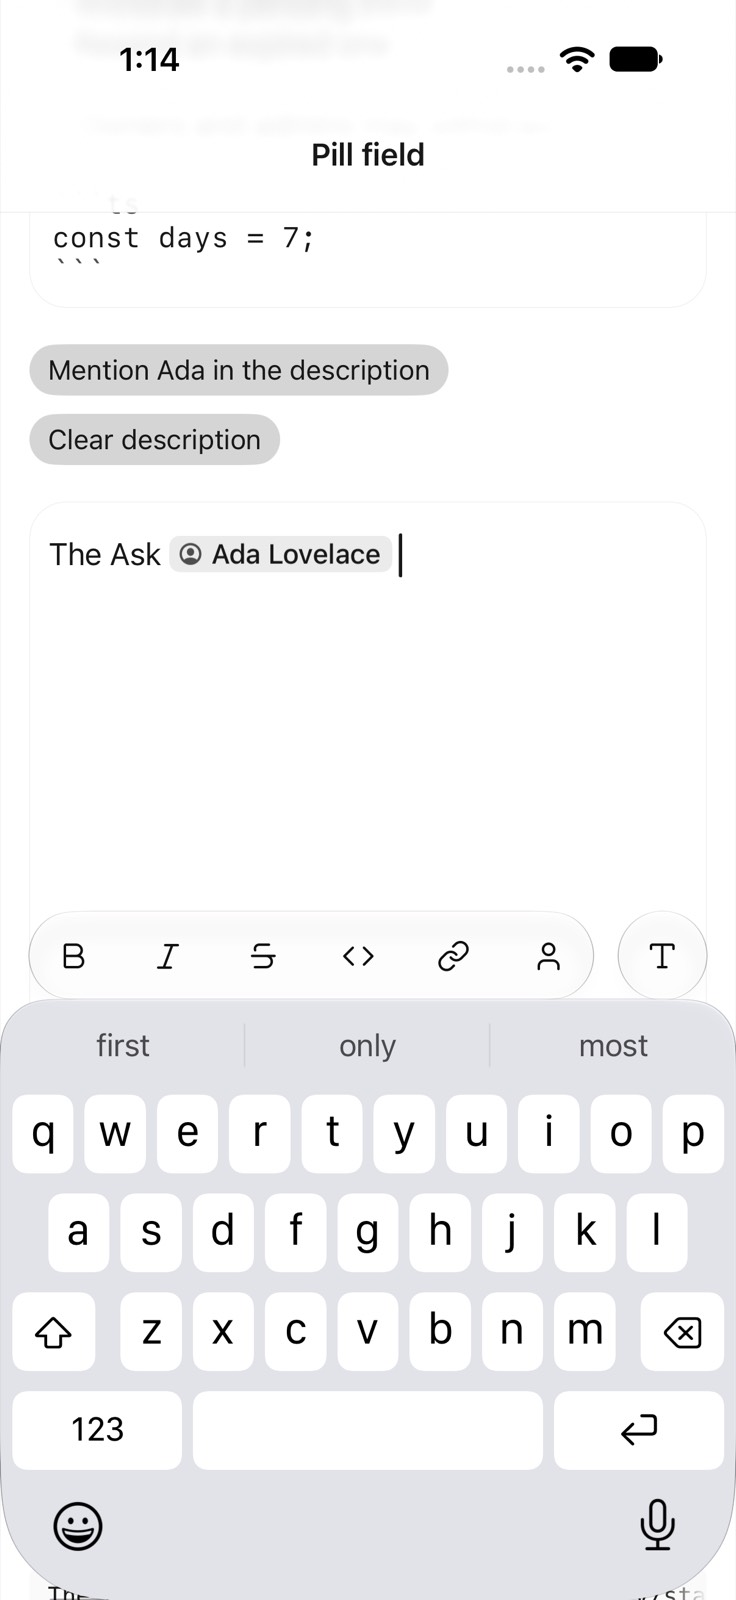 1:14
Pill field
ts
const days = 7;
```
Mention Ada in the description
Clear description
The Ask Ada Lovelace
B I S <> T
first only most
q w e r t y u i o p
a s d f g h j k l
z x c v b n m
123